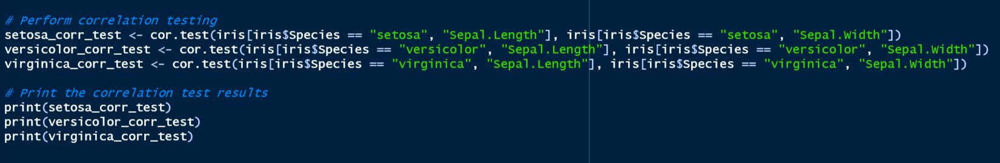 # Perform correlation testing
setosa_corr_test <- cor.test(iris[iris$Species == "setosa", "Sepal.Length"], iris[iris$Species == "setosa", "Sepal.Width"])
versicolor_corr_test <- cor.test(iris[iris$Species == "versicolor", "Sepal.Length"], iris[iris$Species == "versicolor", "Sepal.Width"])
virginica_corr_test <- cor.test(iris[iris$Species == "virginica", "Sepal.Length"], iris[iris$Species == "virginica", "Sepal.Width"])
# Print the correlation test results
print(setosa_corr_test)
print(versicolor_corr_test)
print(virginica_corr_test)